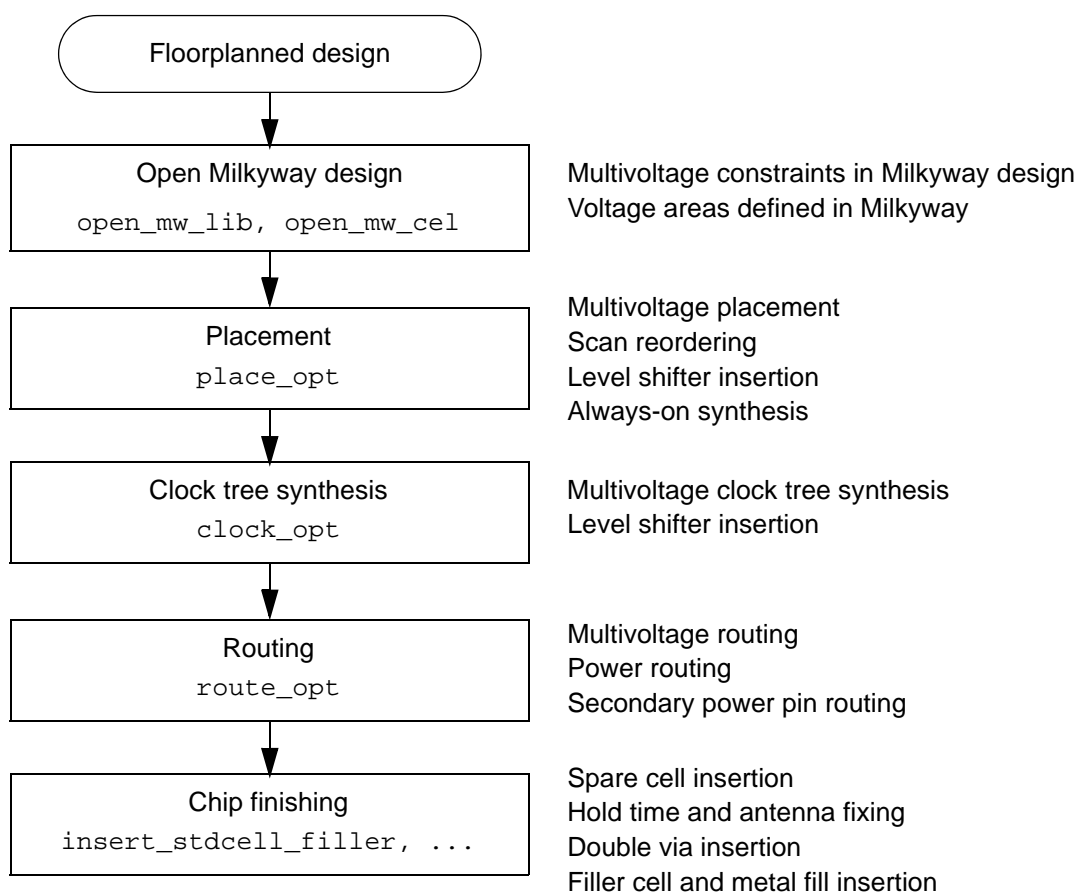 Floorplanned design
Open Milkyway design
open_mw_lib, open_mw_cel
Multivoltage constraints in Milkyway design
Voltage areas defined in Milkyway
Placement
place_opt
Multivoltage placement
Scan reordering
Level shifter insertion
Always-on synthesis
Clock tree synthesis
clock_opt
Multivoltage clock tree synthesis
Level shifter insertion
Routing
route_opt
Multivoltage routing
Power routing
Secondary power pin routing
Chip finishing
insert_stdcell_filler, ...
Spare cell insertion
Hold time and antenna fixing
Double via insertion
Filler cell and metal fill insertion